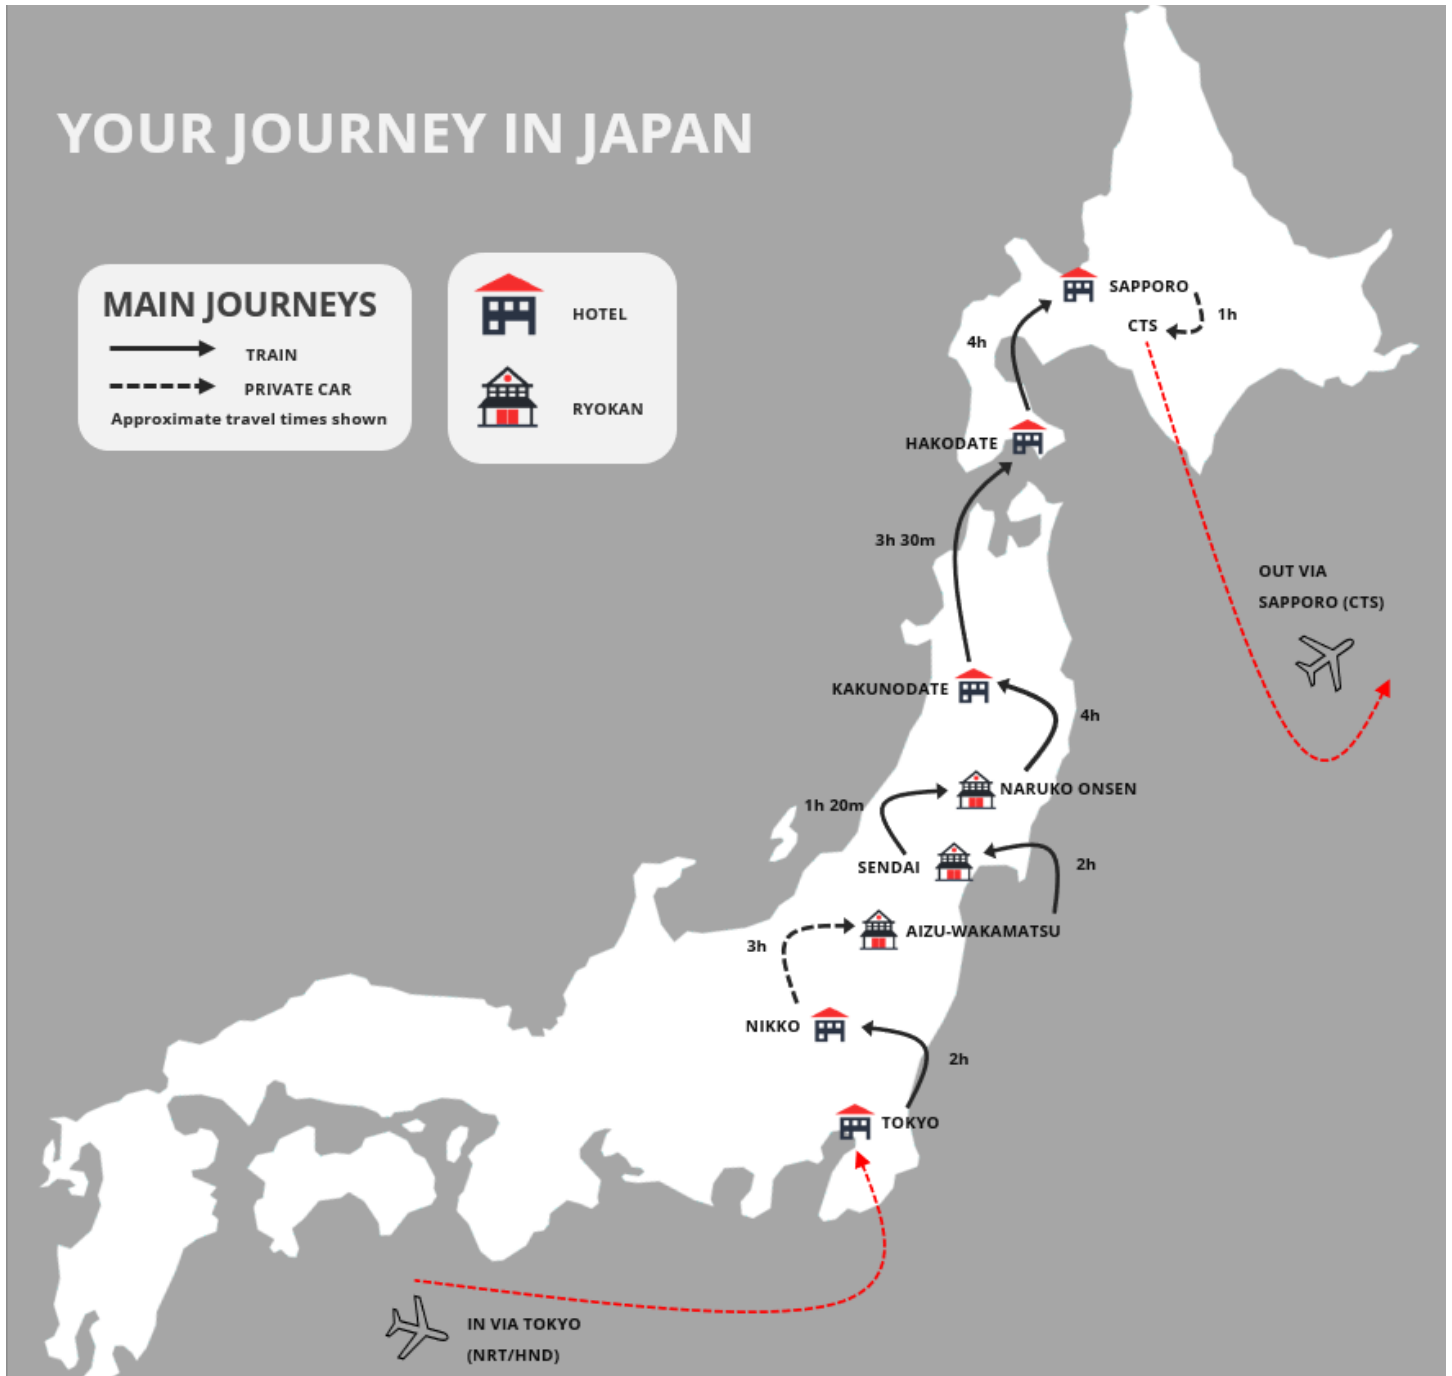 YOUR JOURNEY IN JAPAN
MAIN JOURNEYS
TRAIN
PRIVATE CAR
Approximate travel times shown
HOTEL
RYOKAN
SAPPORO
CTS
1h
4h
HAKODATE
3h 30m
OUT VIA
SAPPORO (CTS)
KAKUNODATE
4h
NARUKO ONSEN
1h 20m
SENDAI
2h
AIZU-WAKAMATSU
3h
NIKKO
2h
TOKYO
IN VIA TOKYO
(NRT/HND)